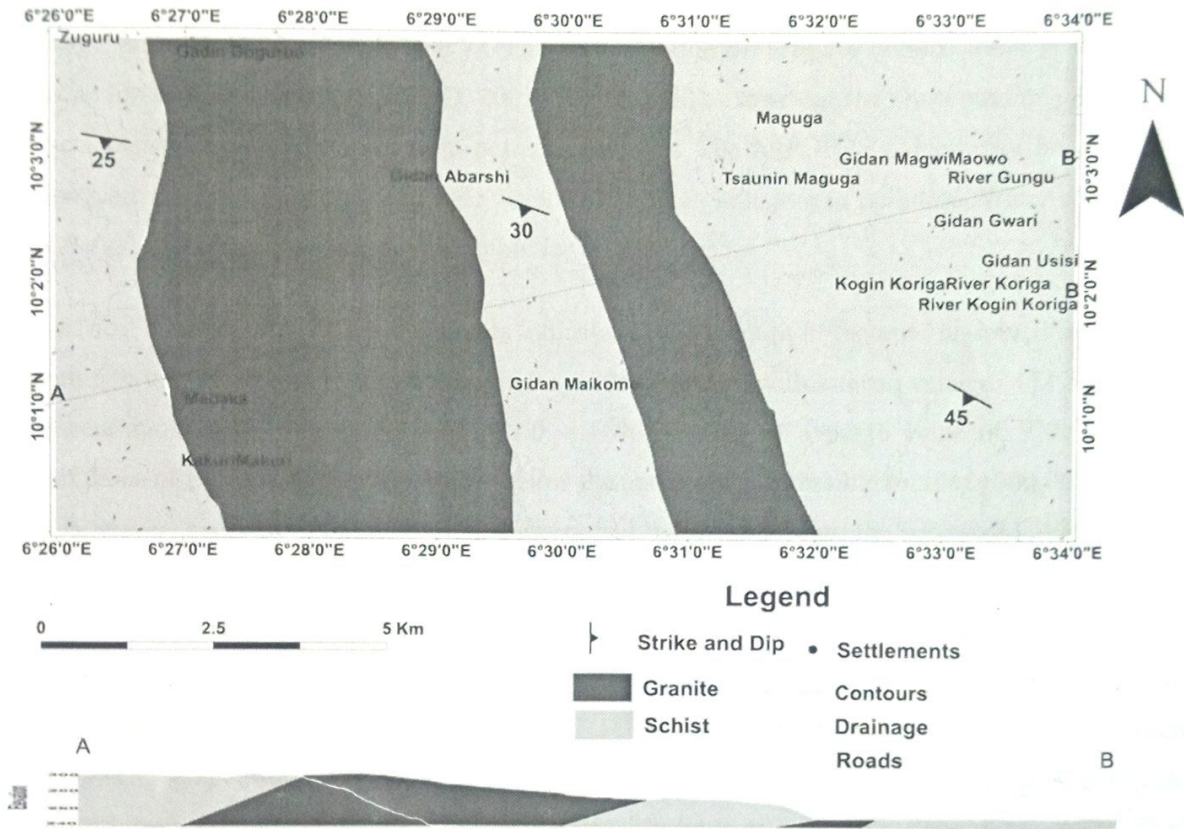 6°26'0"E 6°27'0"E 6°28'0"E 6°29'0"E 6°30'0"E 6°31'0"E 6°32'0"E 6°33'0"E 6°34'0"E
Zuguru
Gadin
N
Maguga
10°3'0"N
25
Gidan MagwiMaowo B
10°3'0"N
Gidan Abarshi
Tsaunin Maguga River Gungu
30
Gidan Gwari
Gidan Usisi
10°2'0"N
Kogin KorigaRiver Koriga B
10°2'0"N
River Kogin Koriga
A
Gidan Maikomo
Madaka
10°1'0"N
45
10°1'0"N
6°26'0"E 6°27'0"E 6°28'0"E 6°29'0"E 6°30'0"E 6°31'0"E 6°32'0"E 6°33'0"E 6°34'0"E
Legend
0 2.5 5 Km
Strike and Dip
Settlements
Granite
Contours
Schist
Drainage
Roads
A B